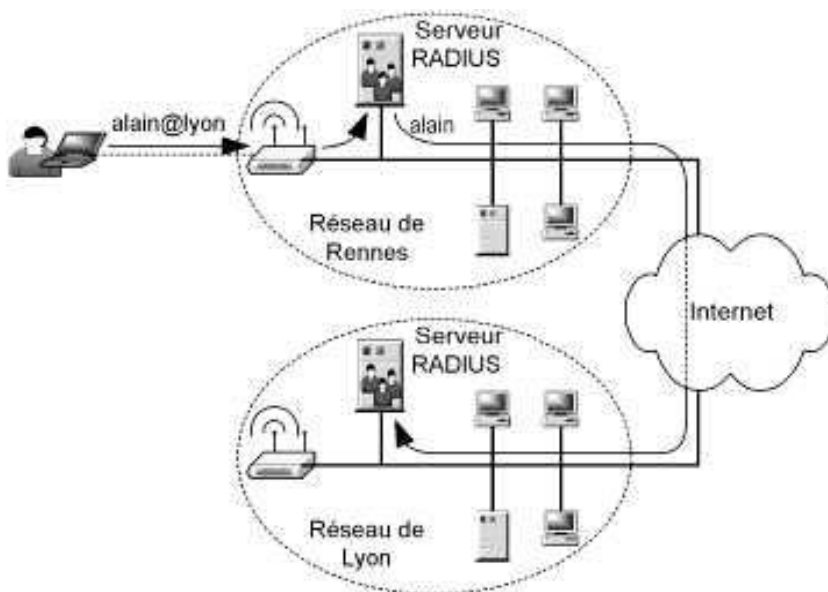 Serveur
RADIUS
alain@lyon
alain
Réseau de
Rennes
Internet
Serveur
RADIUS
Réseau de
Lyon